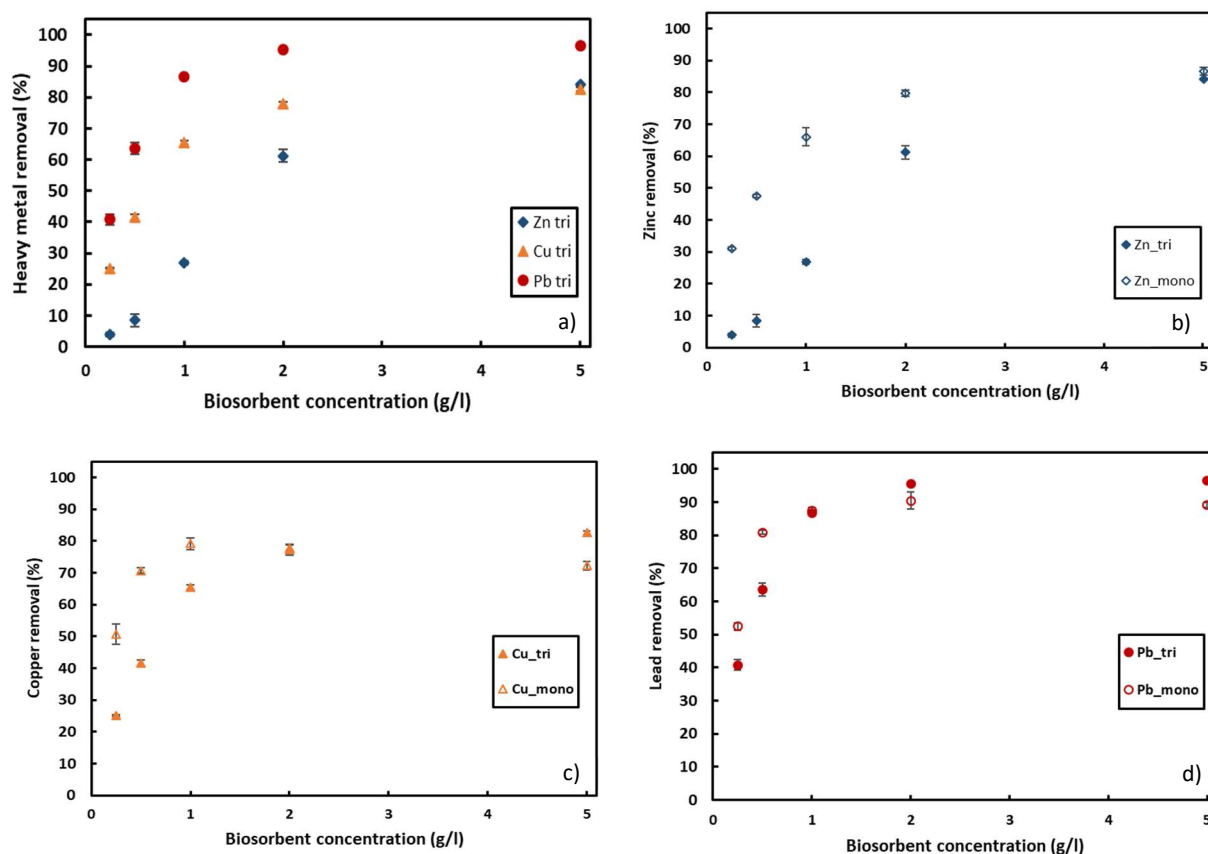 Heavy metal removal (%)
100
90
80
70
60
50
40
30
20
10
0
0 1 2 3 4 5
Biosorbent concentration (g/l)
Zn tri
Cu tri
Pb tri
a)
Zinc removal (%)
100
90
80
70
60
50
40
30
20
10
0
0 1 2 3 4 5
Biosorbent concentration (g/l)
Zn_tri
Zn_mono
b)
Copper removal (%)
100
90
80
70
60
50
40
30
20
10
0
0 1 2 3 4 5
Biosorbent concentration (g/l)
Cu_tri
Cu_mono
c)
Lead removal (%)
100
90
80
70
60
50
40
30
20
10
0
0 1 2 3 4 5
Biosorbent concentration (g/l)
Pb_tri
Pb_mono
d)